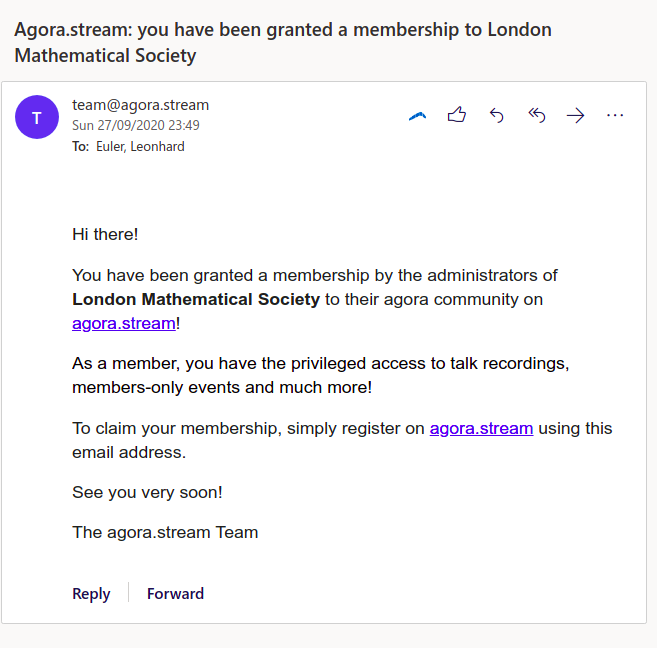 Agora.stream: you have been granted a membership to London
Mathematical Society
T
team@agora.stream
Sun 27/09/2020 23:49
To: Euler, Leonhard
Hi there!
You have been granted a membership by the administrators of
London Mathematical Society to their agora community on
agora.stream!
As a member, you have the privileged access to talk recordings,
members-only events and much more!
To claim your membership, simply register on agora.stream using this
email address.
See you very soon!
The agora.stream Team
Reply
Forward